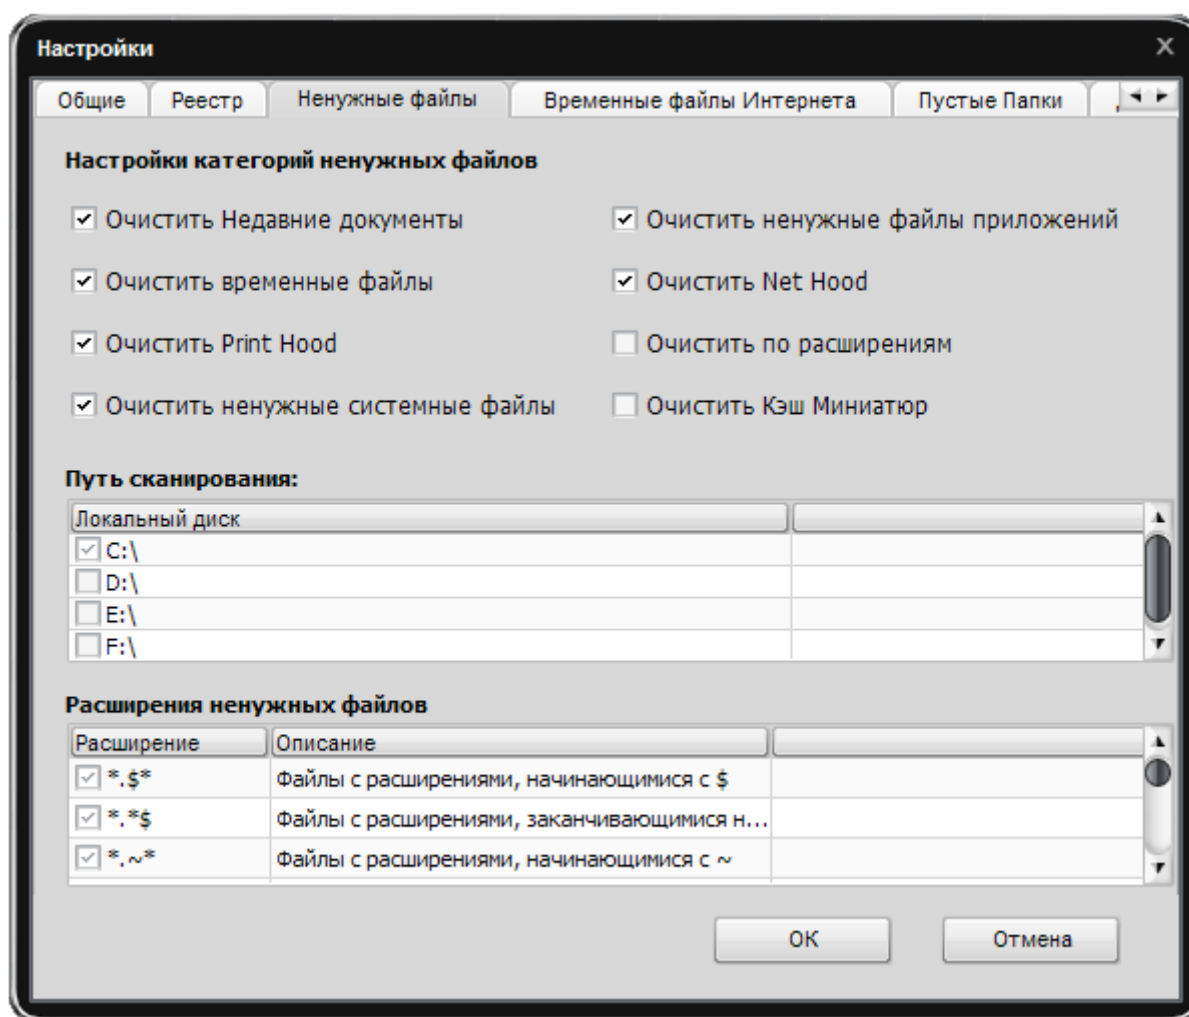 Настройки
Общие Реестр Ненужные файлы Временные файлы Интернета Пустые Папки
Настройки категорий ненужных файлов
Очистить Недавние документы Очистить ненужные файлы приложений
Очистить временные файлы Очистить Net Hood
Очистить Print Hood Очистить по расширениям
Очистить ненужные системные файлы Очистить Кэш Миниатюр
Путь сканирования:
Локальный диск
C:\
D:\
E:\
F:\
Расширения ненужных файлов
Расширение Описание
*.$* Файлы с расширениями, начинающимися с $
*.*$ Файлы с расширениями, заканчивающимися н...
*.~* Файлы с расширениями, начинающимися с ~
ОК Отмена